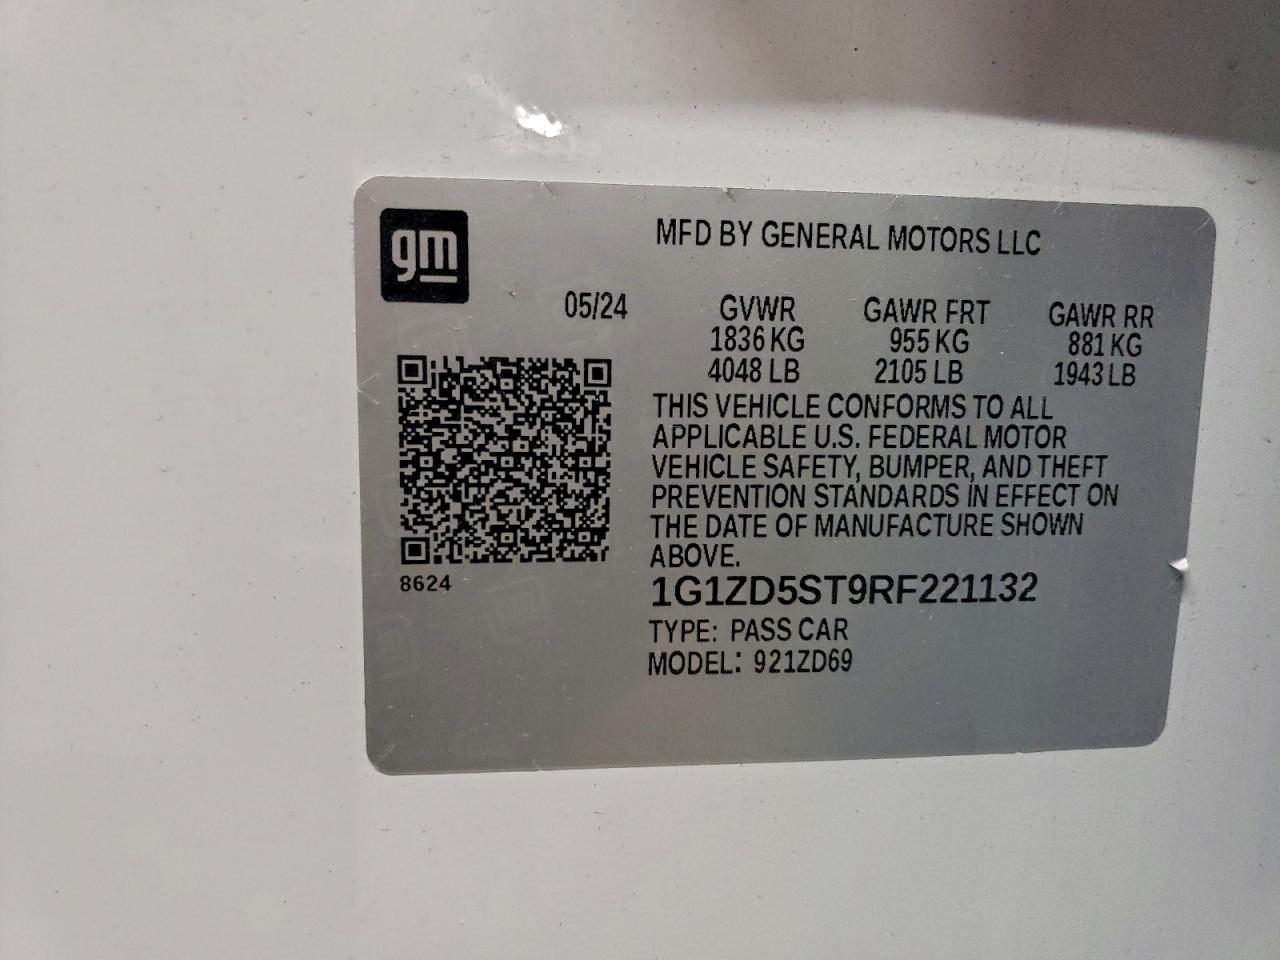 gm
MFD BY GENERAL MOTORS LLC
05/24 GVWR GAWR FRT GAWR RR
1836 KG 955 KG 881 KG
4048 LB 2105 LB 1943 LB
THIS VEHICLE CONFORMS TO ALL
APPLICABLE U.S. FEDERAL MOTOR
VEHICLE SAFETY, BUMPER, AND THEFT
PREVENTION STANDARDS IN EFFECT ON
THE DATE OF MANUFACTURE SHOWN
ABOVE.
8624
1G1ZD5ST9RF221132
TYPE: PASS CAR
MODEL: 921ZD69